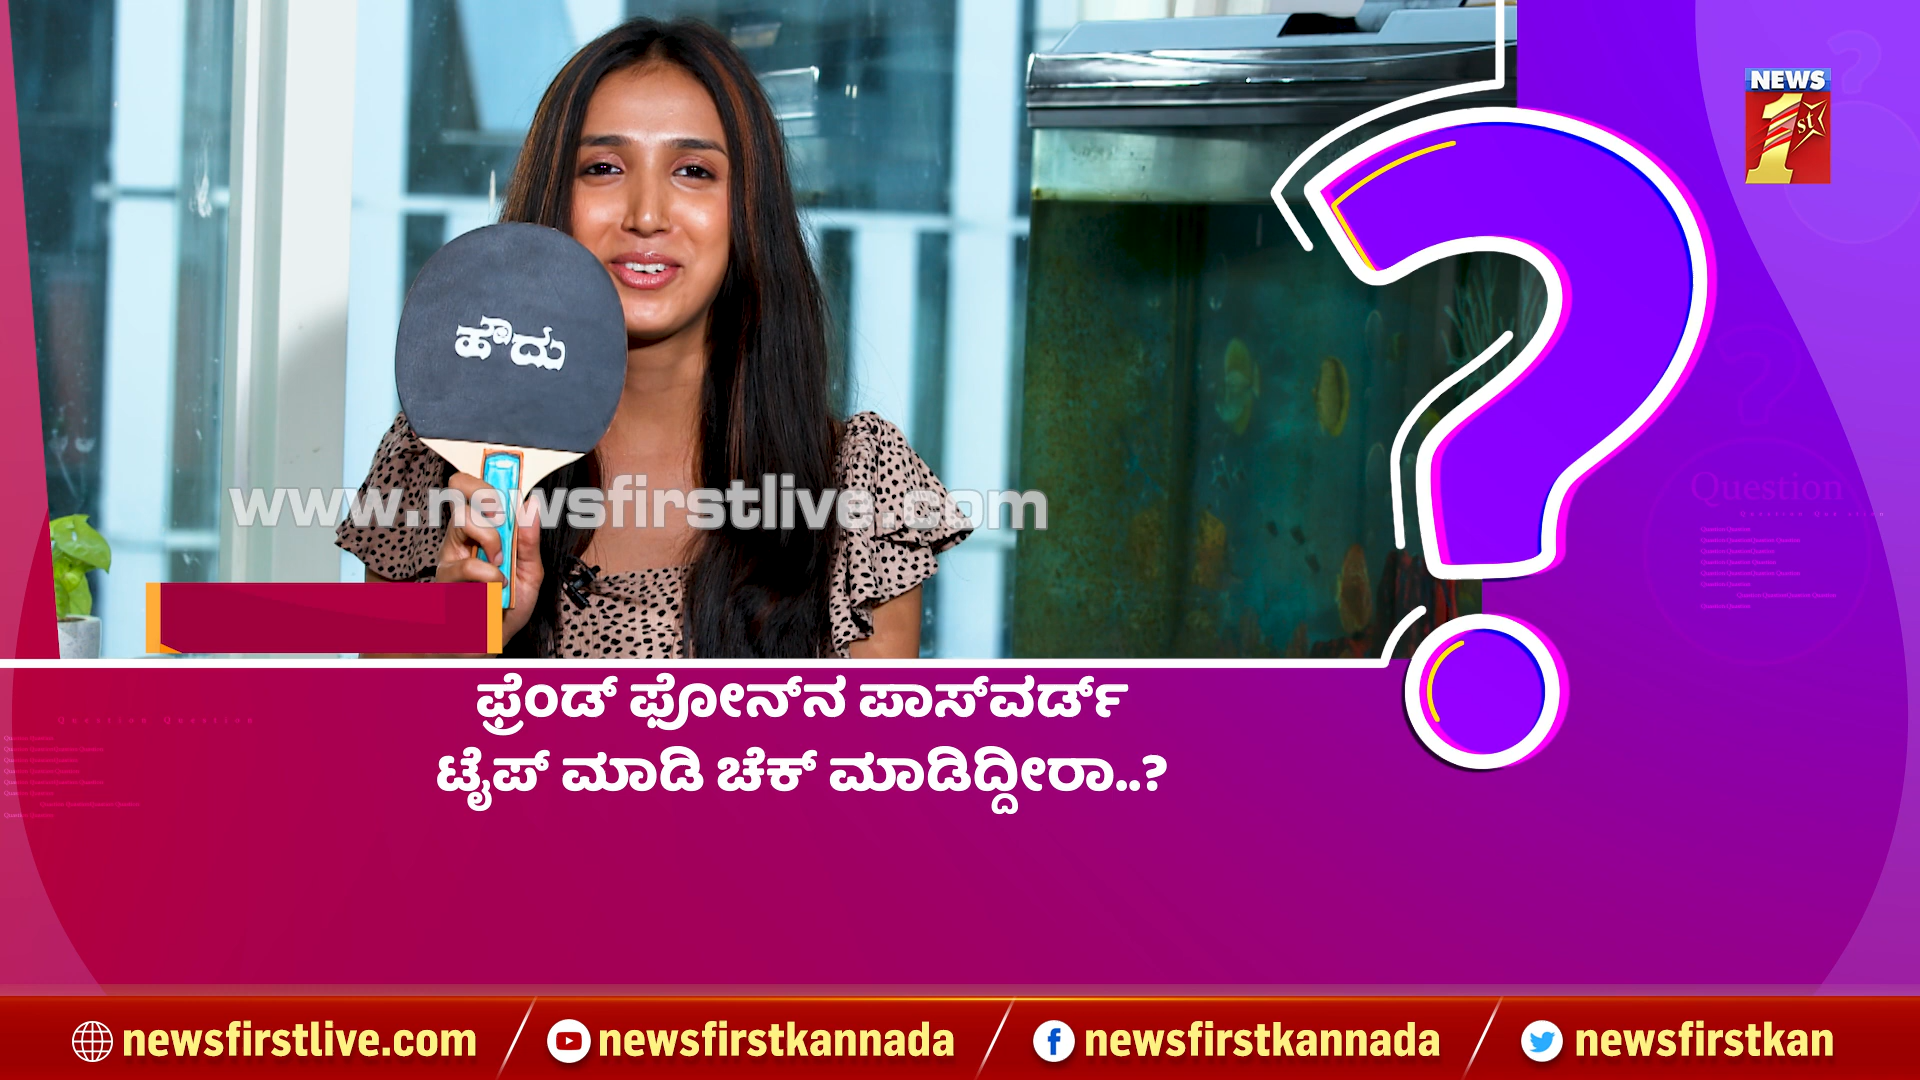 NEWS
1st
ಹೌದು
www.newsfirstlive.com
Question
ಫ್ರೆಂಡ್ ಫೋನ್‌ನ ಪಾಸ್‌ವರ್ಡ್
ಟೈಪ್ ಮಾಡಿ ಚೆಕ್ ಮಾಡಿದ್ದೀರಾ..?
newsfirstlive.com
newsfirstkannada
newsfirstkannada
newsfirstkan